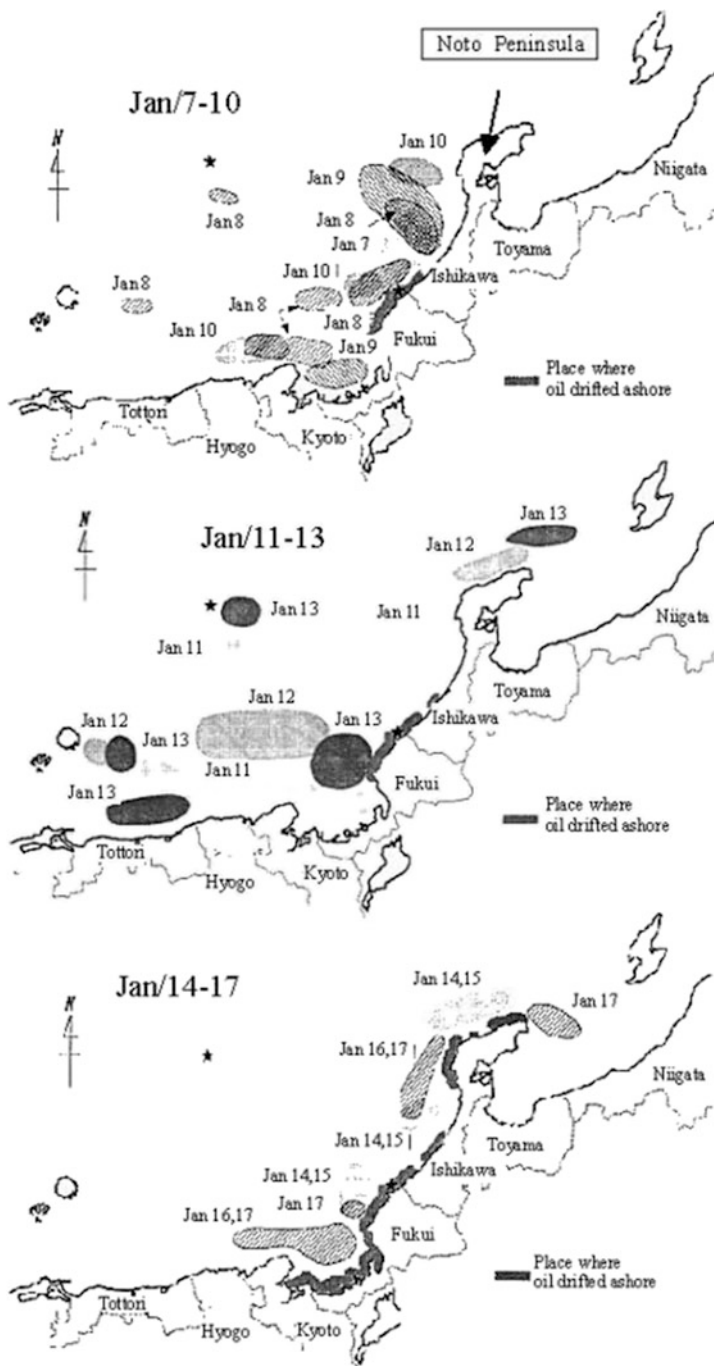 Noto Peninsula
Jan/7-10
N
Jan 10
Jan 9
Niigata
Jan 8
Jan 8
Toyama
Jan 7
Jan 10
Ishikawa
Jan 8
Jan 8
Jan 10
Jan 8
Fukui
Jan 9
Place where
oil drifted ashore
Tottori
Kyoto
Hyogo
N
Jan/11-13
Jan 13
Jan 12
Jan 13
Jan 11
Niigata
Jan 11
Toyama
Jan 12
Jan 13
Ishikawa
Jan 12
Jan 13
Jan 11
Fukui
Jan 13
Place where
oil drifted ashore
Tottori
Hyogo
Kyoto
Jan/14-17
N
Jan 14,15
Jan 17
Jan 16,17
Niigata
Jan 14,15
Toyama
Jan 14,15
Ishikawa
Jan 17
Jan 16,17
Fukui
Place where
oil drifted ashore
Tottori
Hyogo
Kyoto